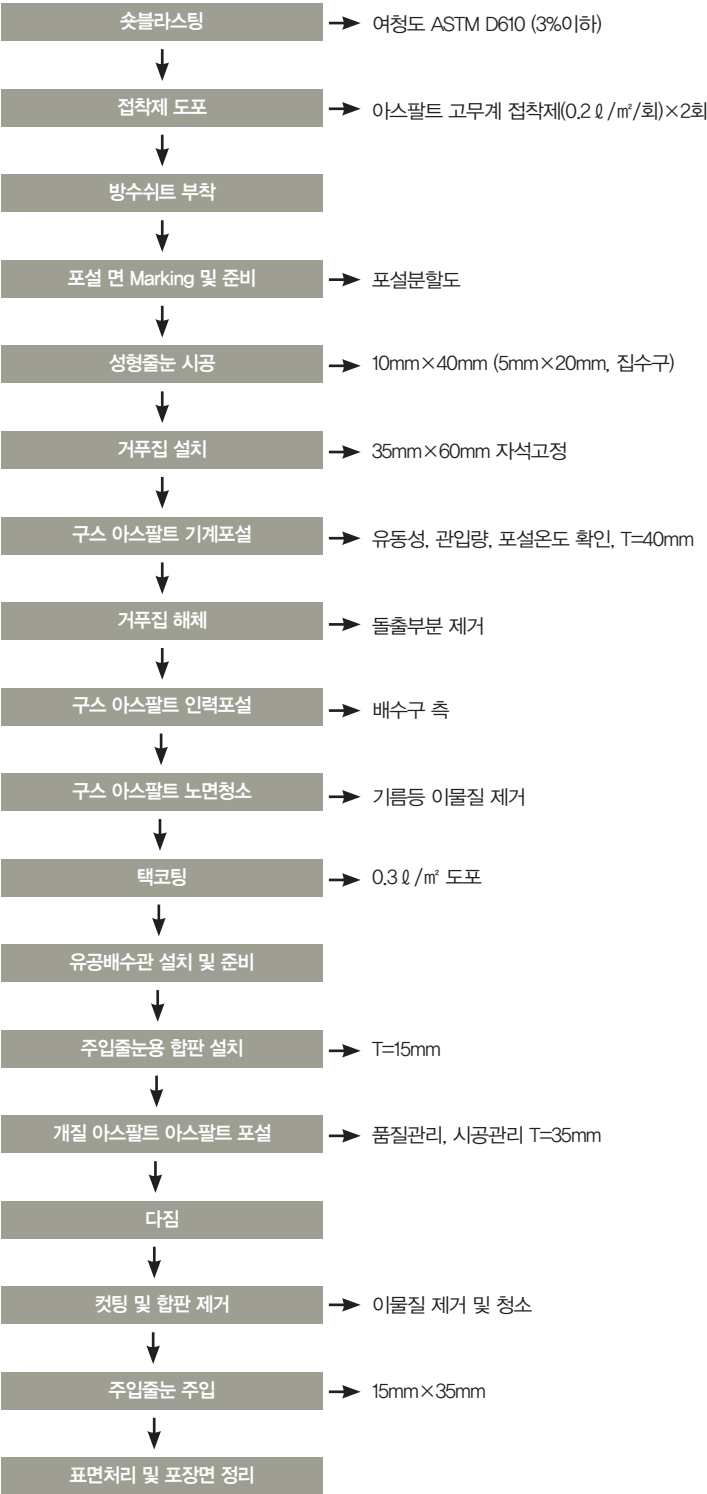 숏블라스팅
여청도 ASTM D610 (3%이하)
접착제 도포
아스팔트 고무계 접착제(0.2ℓ/㎡/회)×2회
방수쉬트 부착
포설 면 Marking 및 준비
포설분할도
성형줄눈 시공
10mm×40mm (5mm×20mm, 집수구)
거푸집 설치
35mm×60mm 자석고정
구스 아스팔트 기계포설
유동성, 관입량, 포설온도 확인, T=40mm
거푸집 해체
돌출부분 제거
구스 아스팔트 인력포설
배수구 측
구스 아스팔트 노면청소
기름등 이물질 제거
택코팅
0.3ℓ/㎡ 도포
유공배수관 설치 및 준비
주입줄눈용 합판 설치
T=15mm
개질 아스팔트 아스팔트 포설
품질관리, 시공관리 T=35mm
다짐
컷팅 및 합판 제거
이물질 제거 및 청소
주입줄눈 주입
15mm×35mm
표면처리 및 포장면 정리